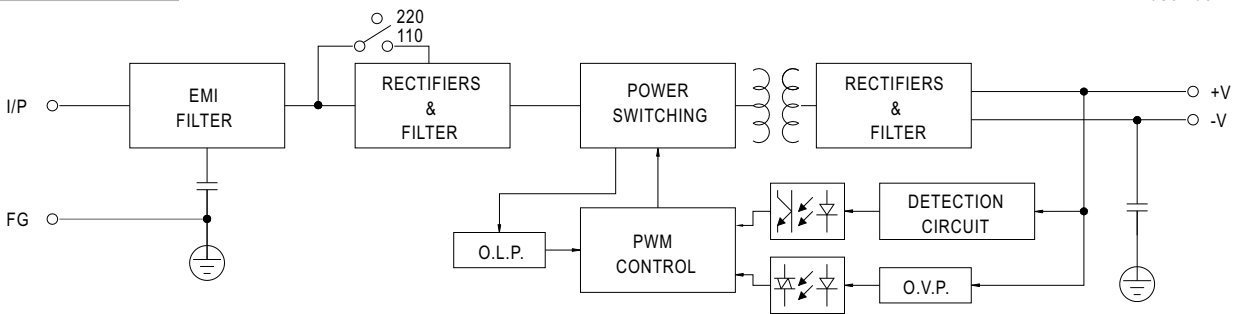 220
110
I/P
EMI
FILTER
RECTIFIERS
&
FILTER
POWER
SWITCHING
RECTIFIERS
&
FILTER
+V
-V
FG
O.L.P.
PWM
CONTROL
DETECTION
CIRCUIT
O.V.P.